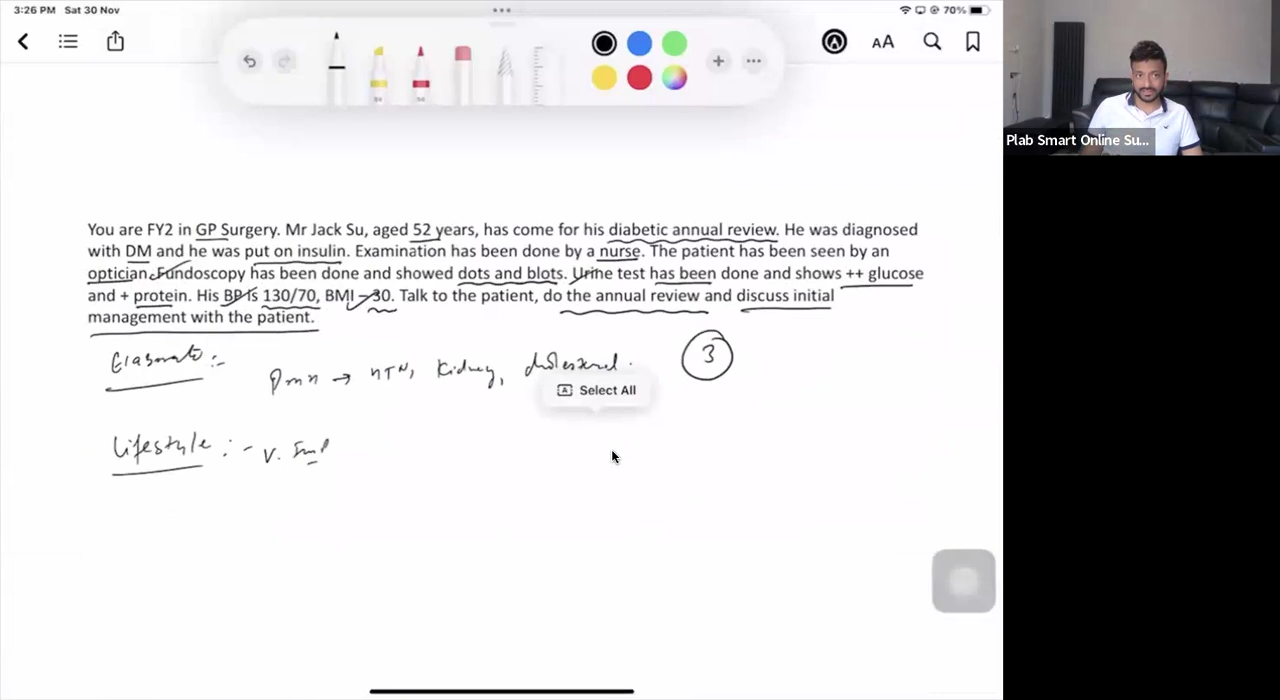 3:26 PM Sat 30 Nov
70%
AA
Plab Smart Online Su...
You are FY2 in GP Surgery. Mr Jack Su, aged 52 years, has come for his diabetic annual review. He was diagnosed
with DM and he was put on insulin. Examination has been done by a nurse. The patient has been seen by an
optician. Fundoscopy has been done and showed dots and blots. Urine test has been done and shows ++ glucose
and + protein. His BP is 130/70, BMI – 30. Talk to the patient, do the annual review and discuss initial
management with the patient.
Elaborate :-
3
→ HTN, Kidney, cholesterol.
Select All
Lifestyle :- V. Imp